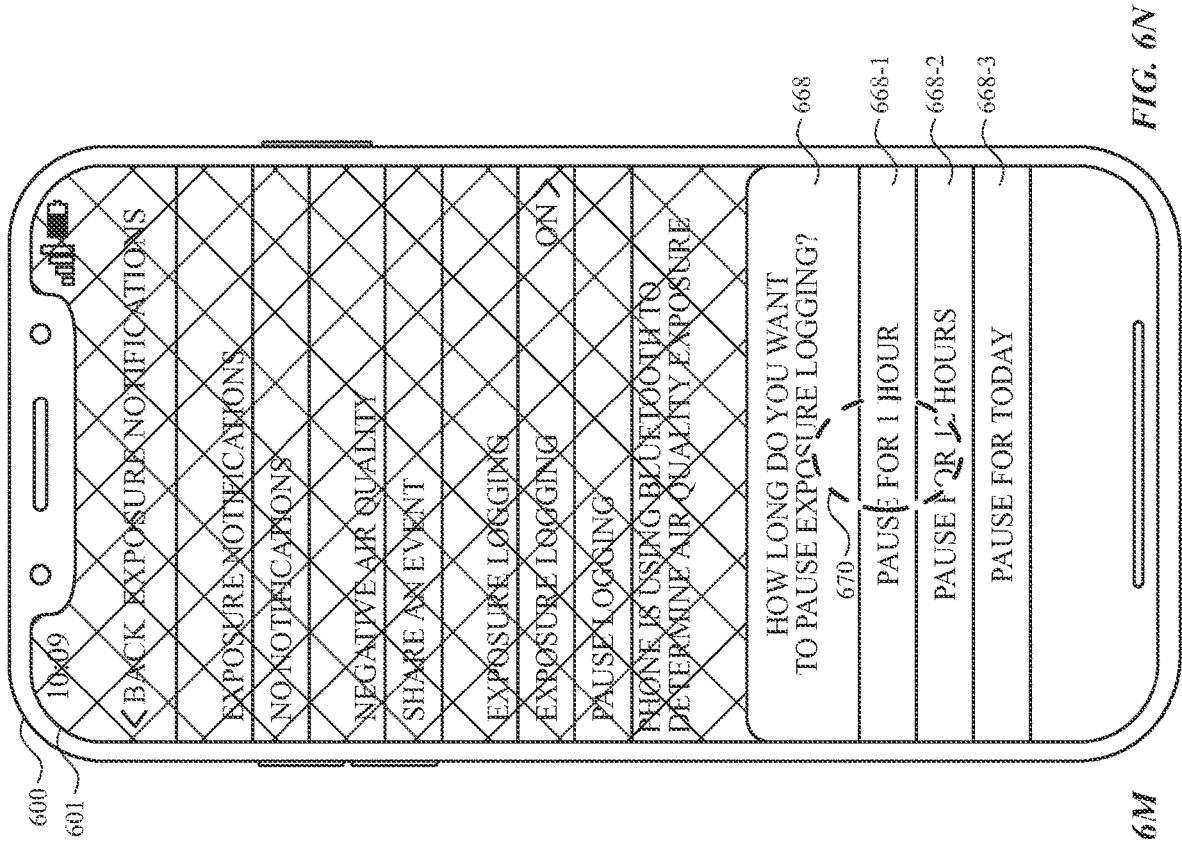 600
601
10:09
BACK EXPOSURE NOTIFICATIONS
EXPOSURE NOTIFICATIONS
NO NOTIFICATIONS
NEGATIVE AIR QUALITY
SHARE AN EVENT
EXPOSURE LOGGING
EXPOSURE LOGGING ON
PAUSE LOGGING
PHONE IS USING BLUETOOTH TO
DETERMINE AIR QUALITY EXPOSURE
HOW LONG DO YOU WANT
TO PAUSE EXPOSURE LOGGING?
668
670
PAUSE FOR 1 HOUR
668-1
PAUSE FOR 12 HOURS
668-2
PAUSE FOR TODAY
668-3
6M
FIG. 6N